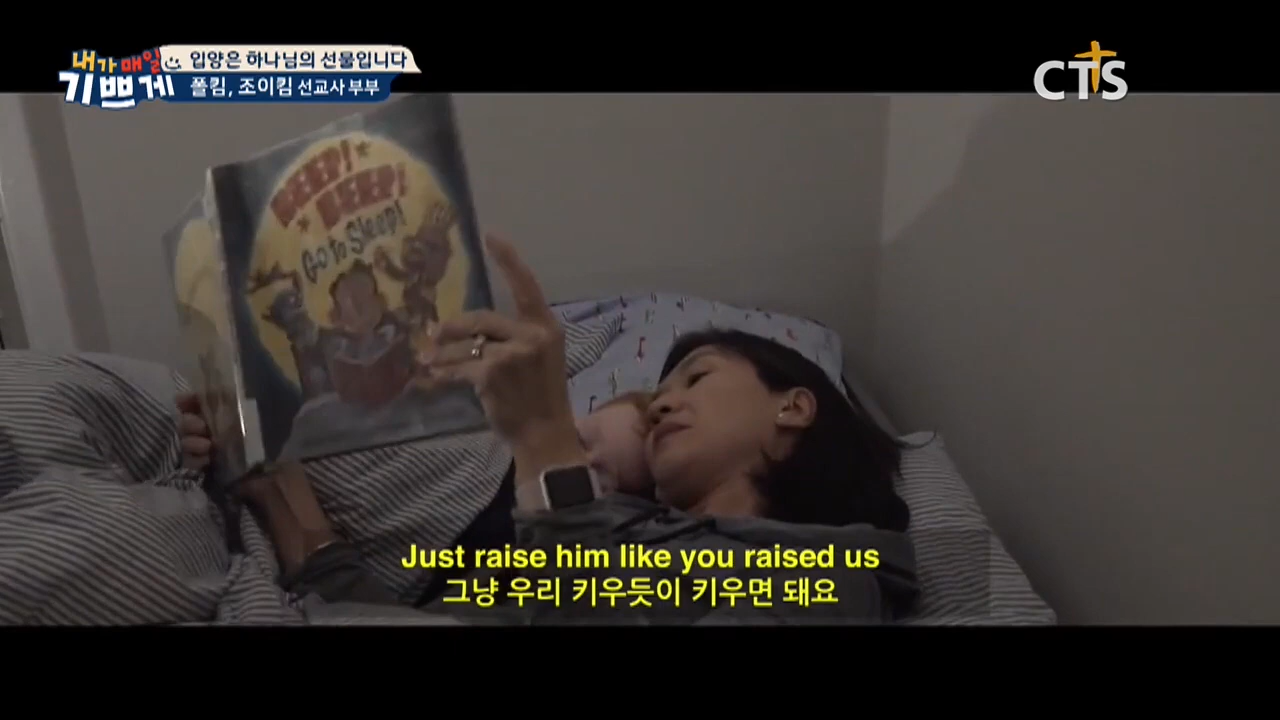 내가 매일
기쁘게
입양은 하나님의 선물입니다
폴킴, 조이킴 선교사 부부
CTS
BEEP!
BEEP!
Go to Sleep!
Just raise him like you raised us
그냥 우리 키우듯이 키우면 돼요